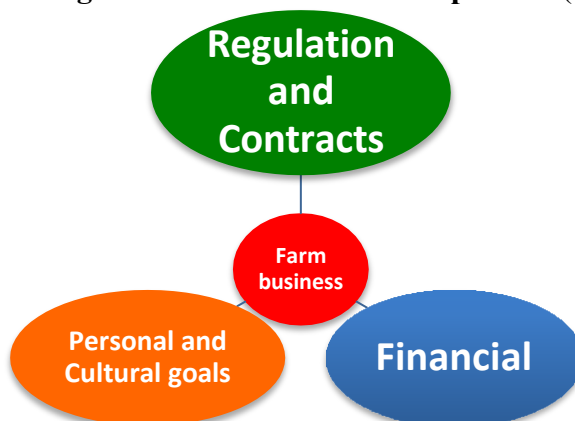 Regulation
and
Contracts
Farm
business
Personal and
Cultural goals
Financial